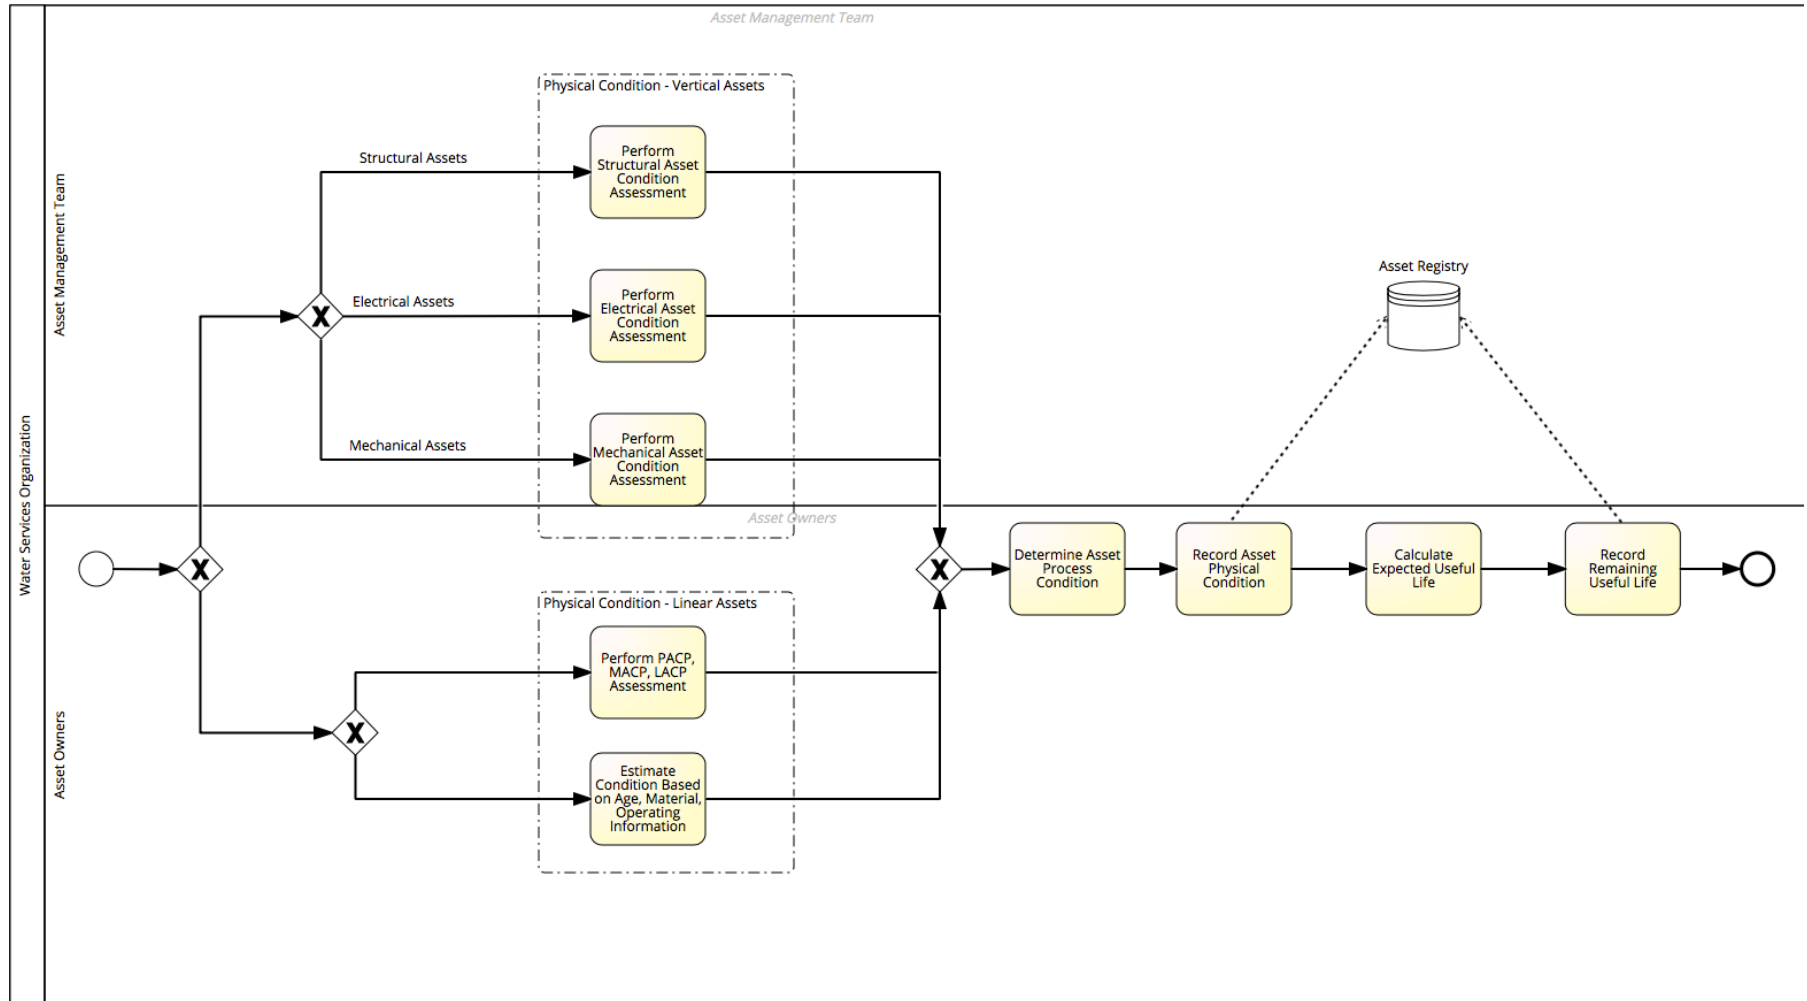 Asset Management Team
Water Services Organization
Asset Management Team
Physical Condition - Vertical Assets
Structural Assets
Perform
Structural Asset
Condition
Assessment
Electrical Assets
Perform
Electrical Asset
Condition
Assessment
Mechanical Assets
Perform
Mechanical Asset
Condition
Assessment
Asset Registry
Asset Owners
Asset Owners
X
X
X
X
Physical Condition - Linear Assets
Perform PACP,
MACP, LACP
Assessment
Estimate
Condition Based
on Age, Material,
Operating
Information
Determine Asset
Process
Condition
Record Asset
Physical
Condition
Calculate
Expected Useful
Life
Record
Remaining
Useful Life